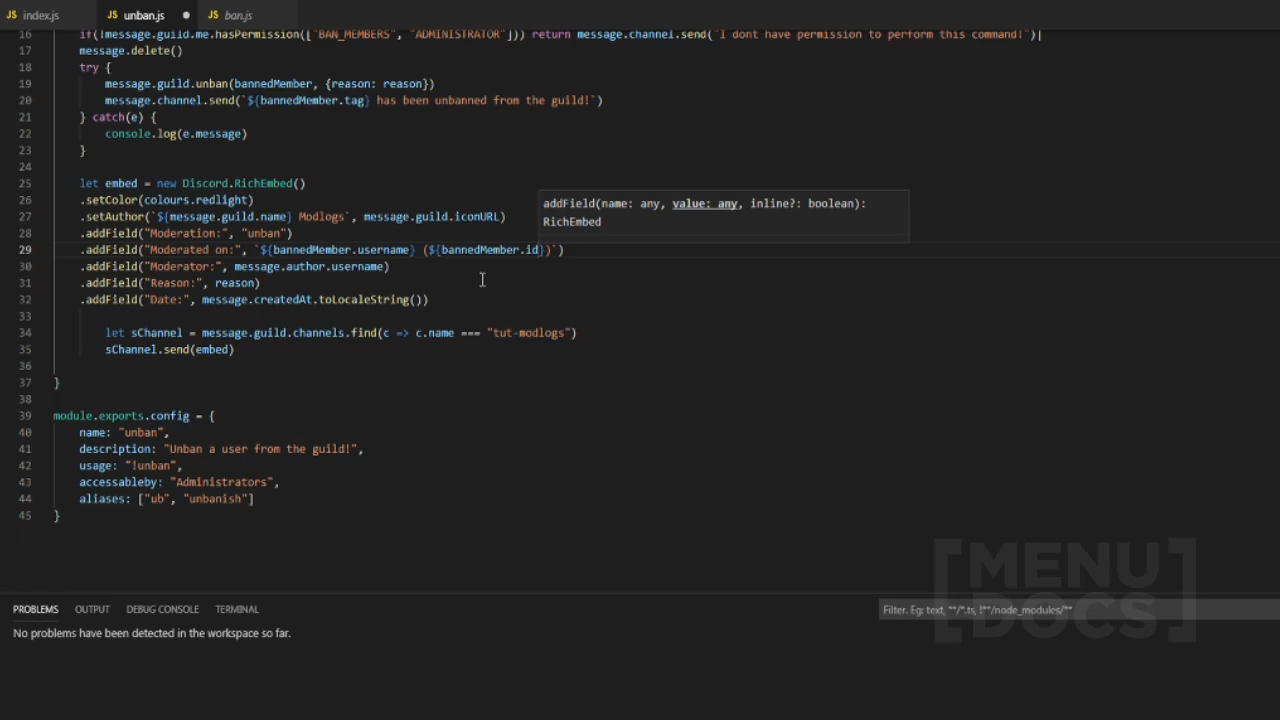 JS index.js JS unban.js ● JS ban.js
16 if(!message.guild.me.hasPermission(["BAN_MEMBERS", "ADMINISTRATOR"])) return message.channel.send("I dont have permission to perform this command!")|
17 message.delete()
18 try {
19 message.guild.unban(bannedMember, {reason: reason})
20 message.channel.send(`${bannedMember.tag} has been unbanned from the guild!`)
21 } catch(e) {
22 console.log(e.message)
23 }
24
25 let embed = new Discord.RichEmbed()
26 .setColor(colours.redlight)
27 .setAuthor(`${message.guild.name} Modlogs`, message.guild.iconURL)
28 .addField("Moderation:", "unban")
29 .addField("Moderated on:", `${bannedMember.username} (${bannedMember.id})`)
30 .addField("Moderator:", message.author.username)
31 .addField("Reason:", reason)
32 .addField("Date:", message.createdAt.toLocaleString())
33
34 let sChannel = message.guild.channels.find(c => c.name === "tut-modlogs")
35 sChannel.send(embed)
36
37 }
38
39 module.exports.config = {
40 name: "unban",
41 description: "Unban a user from the guild!",
42 usage: "!unban",
43 accessableby: "Administrators",
44 aliases: ["ub", "unbanish"]
45 }
addField(name: any, value: any, inline?: boolean):
RichEmbed
PROBLEMS OUTPUT DEBUG CONSOLE TERMINAL
Filter. Eg: text, **/*.ts, !**/node_modules/**
No problems have been detected in the workspace so far.
[MENU
DOCS]